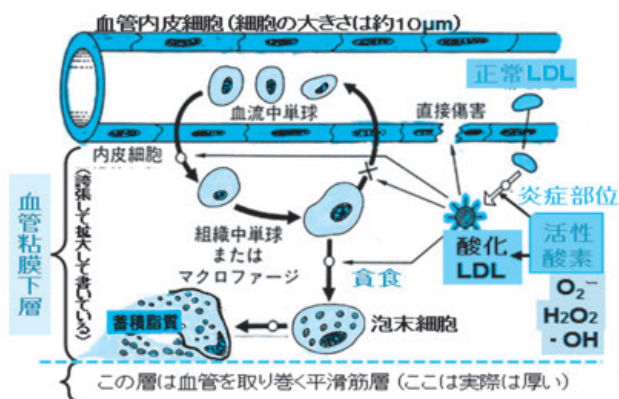 血管内皮細胞（細胞の大きさは約10μm）
正常LDL
血流中単球
直接傷害
内皮細胞
炎症部位
血管粘膜下層
（誇張して拡大して書いている）
組織中単球
または
マクロファージ
酸化
LDL
活性
酸素
貪食
O₂⁻
H₂O₂
・OH
蓄積脂質
泡末細胞
この層は血管を取り巻く平滑筋層（ここは実際は厚い）